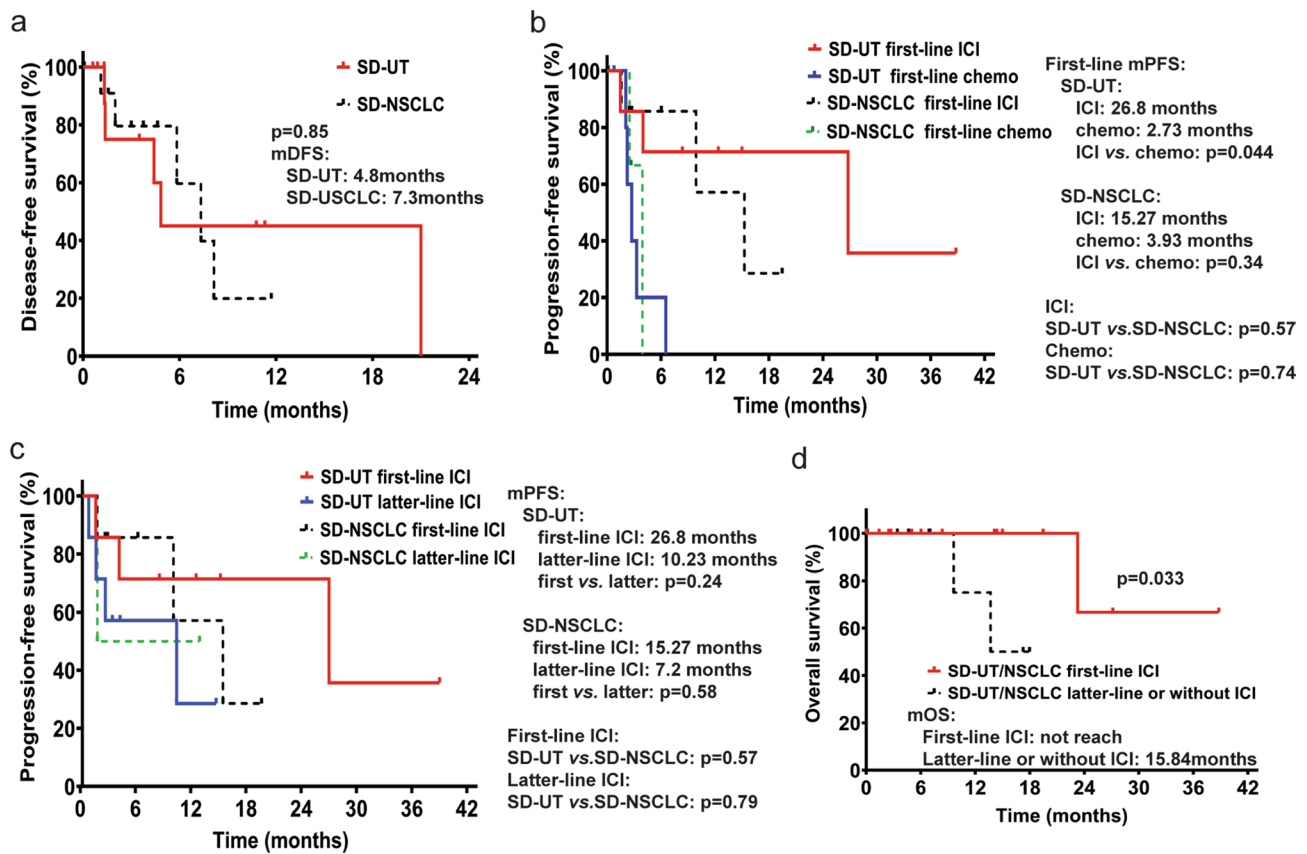 a
Disease-free survival (%)
100
80
60
40
20
0
0 6 12 18 24
Time (months)
SD-UT
SD-NSCLC
p=0.85
mDFS:
SD-UT: 4.8months
SD-USCLC: 7.3months
b
Progression-free survival (%)
100
80
60
40
20
0
0 6 12 18 24 30 36 42
Time (months)
SD-UT first-line ICI
SD-UT first-line chemo
SD-NSCLC first-line ICI
SD-NSCLC first-line chemo
First-line mPFS:
SD-UT:
ICI: 26.8 months
chemo: 2.73 months
ICI vs. chemo: p=0.044
SD-NSCLC:
ICI: 15.27 months
chemo: 3.93 months
ICI vs. chemo: p=0.34
ICI:
SD-UT vs.SD-NSCLC: p=0.57
Chemo:
SD-UT vs.SD-NSCLC: p=0.74
c
Progression-free survival (%)
100
80
60
40
20
0
0 6 12 18 24 30 36 42
Time (months)
SD-UT first-line ICI
SD-UT latter-line ICI
SD-NSCLC first-line ICI
SD-NSCLC latter-line ICI
mPFS:
SD-UT:
first-line ICI: 26.8 months
latter-line ICI: 10.23 months
first vs. latter: p=0.24
SD-NSCLC:
first-line ICI: 15.27 months
latter-line ICI: 7.2 months
first vs. latter: p=0.58
First-line ICI:
SD-UT vs.SD-NSCLC: p=0.57
Latter-line ICI:
SD-UT vs.SD-NSCLC: p=0.79
d
Overall survival (%)
100
80
60
40
20
0
0 6 12 18 24 30 36 42
Time (months)
p=0.033
SD-UT/NSCLC first-line ICI
SD-UT/NSCLC latter-line or without ICI
mOS:
First-line ICI: not reach
Latter-line or without ICI: 15.84months